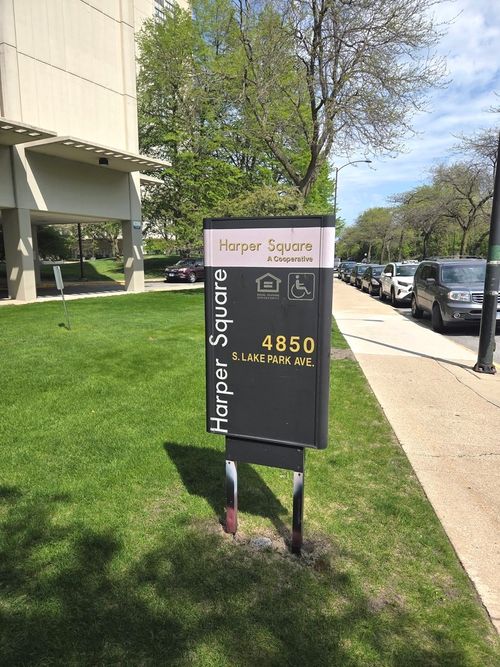 Harper Square
A Cooperative
Harper Square
4850
S. LAKE PARK AVE.